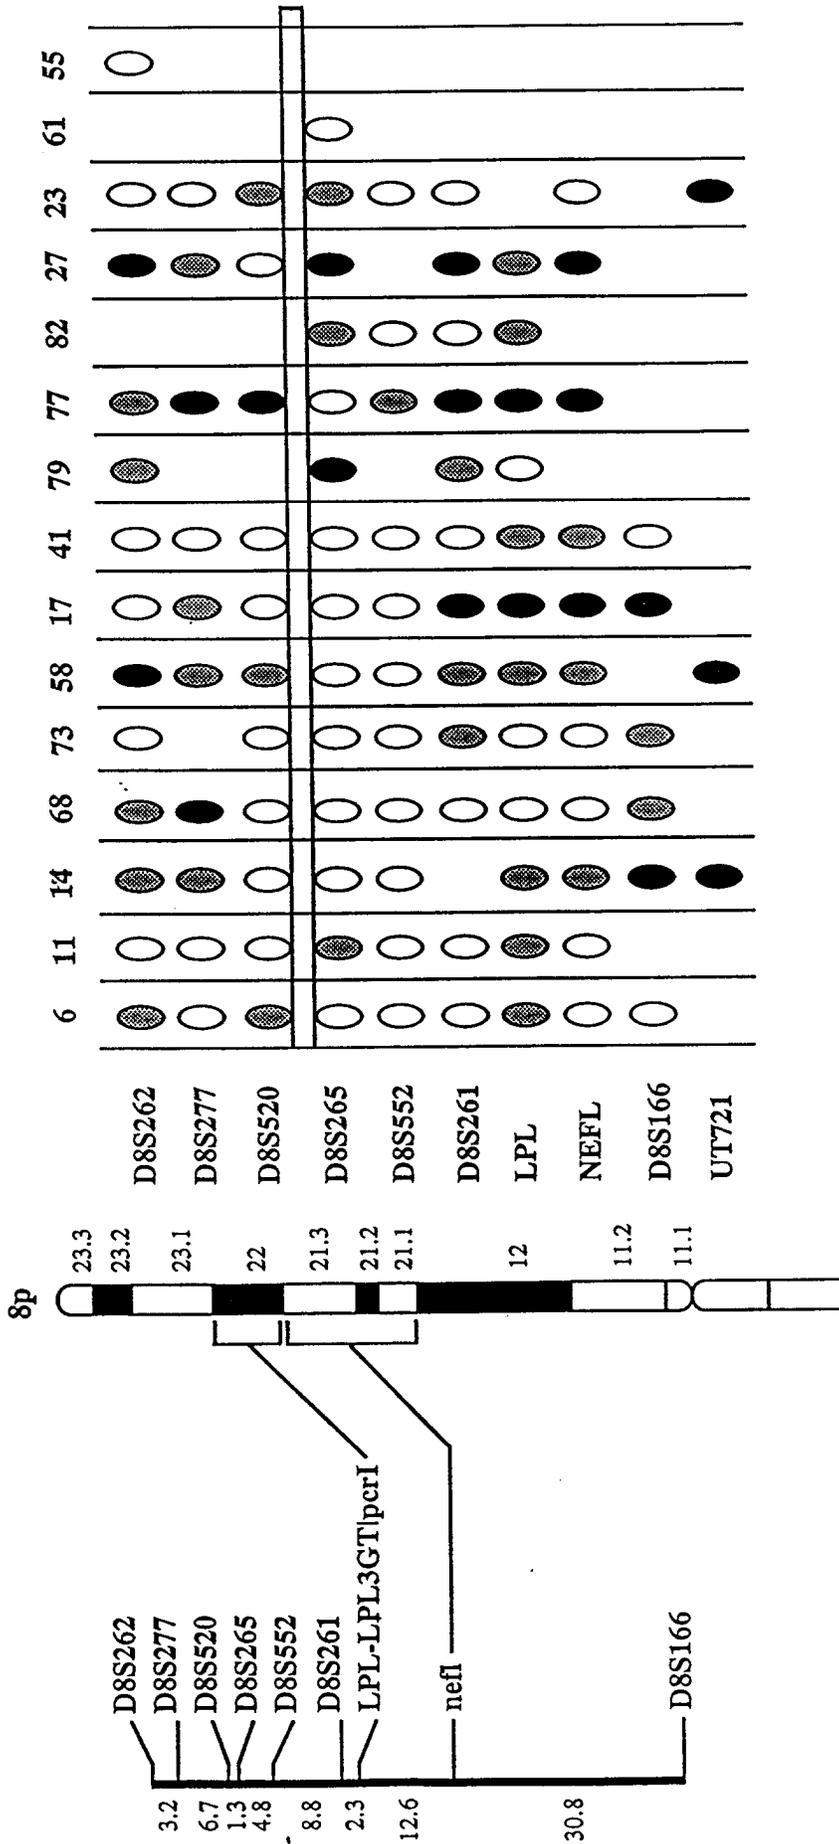 6 11 14 68 73 58 17 41 79 77 82 27 23 61 55
8p
D8S262
D8S277
D8S520
D8S265
D8S552
D8S261
LPL-LPL3GT|pcrI
nefl
D8S166
3.2
6.7
1.3
4.8
8.8
2.3
12.6
30.8
23.3
23.2
23.1
22
21.3
21.2
21.1
12
11.2
11.1
D8S262
D8S277
D8S520
D8S265
D8S552
D8S261
LPL
NEFL
D8S166
UT721